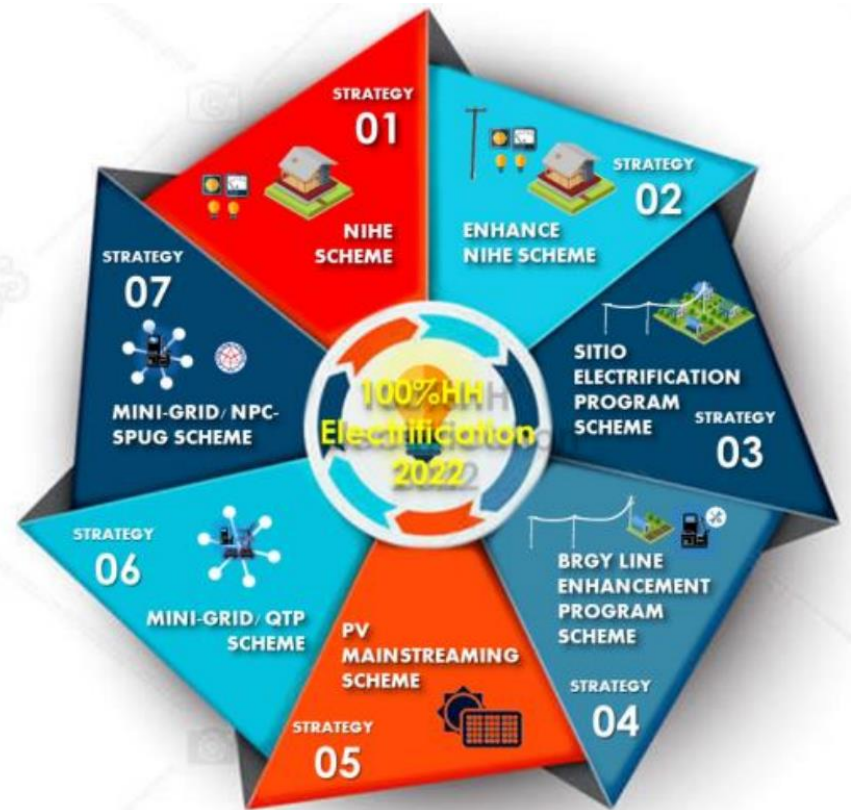 STRATEGY
01
NIHE
SCHEME
STRATEGY
02
ENHANCE
NIHE SCHEME
SITIO
ELECTRIFICATION
PROGRAM
SCHEME
STRATEGY
03
BRGY LINE
ENHANCEMENT
PROGRAM
SCHEME
STRATEGY
04
PV
MAINSTREAMING
SCHEME
STRATEGY
05
STRATEGY
06
MINI-GRID/ QTP
SCHEME
STRATEGY
07
MINI-GRID/ NPC-
SPUG SCHEME
100%HH
Electrification
2022